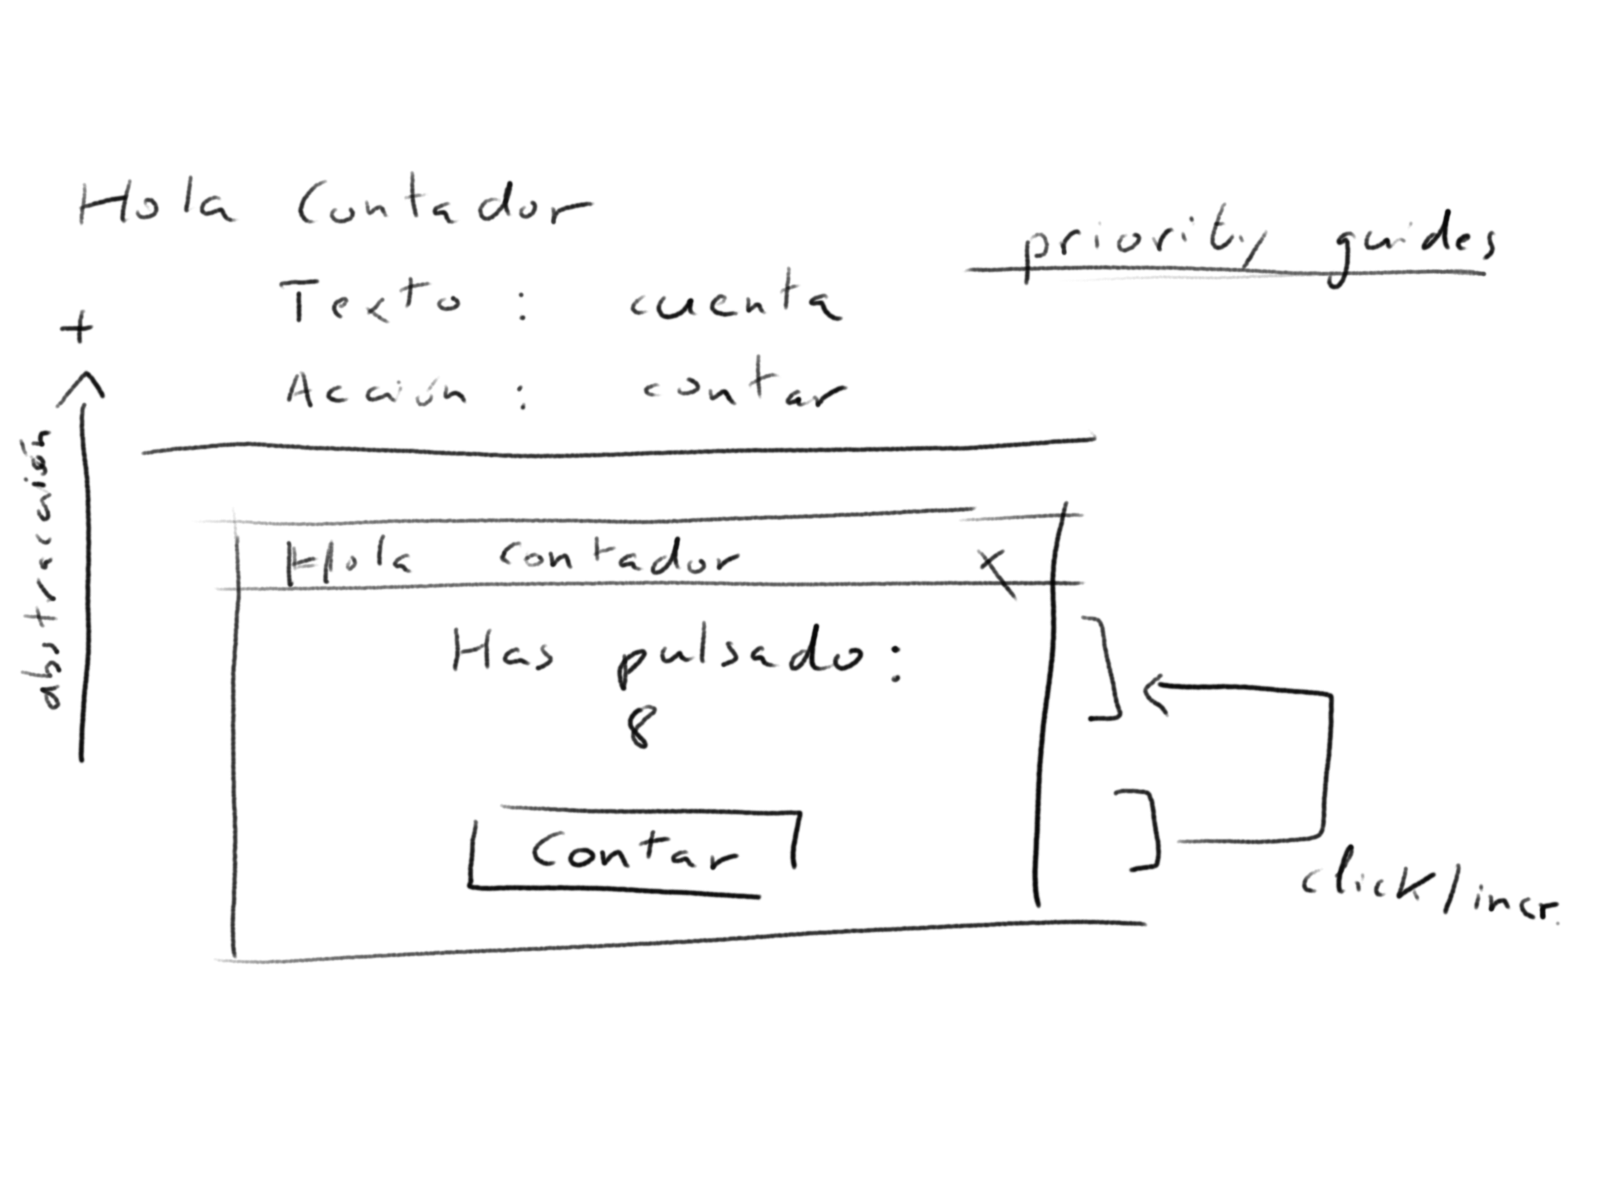 Hola Contador
priority guides
Texto : cuenta
+
Acción : contar
abstracción
Hola contador X
Has pulsado:
8
Contar
click/incr.